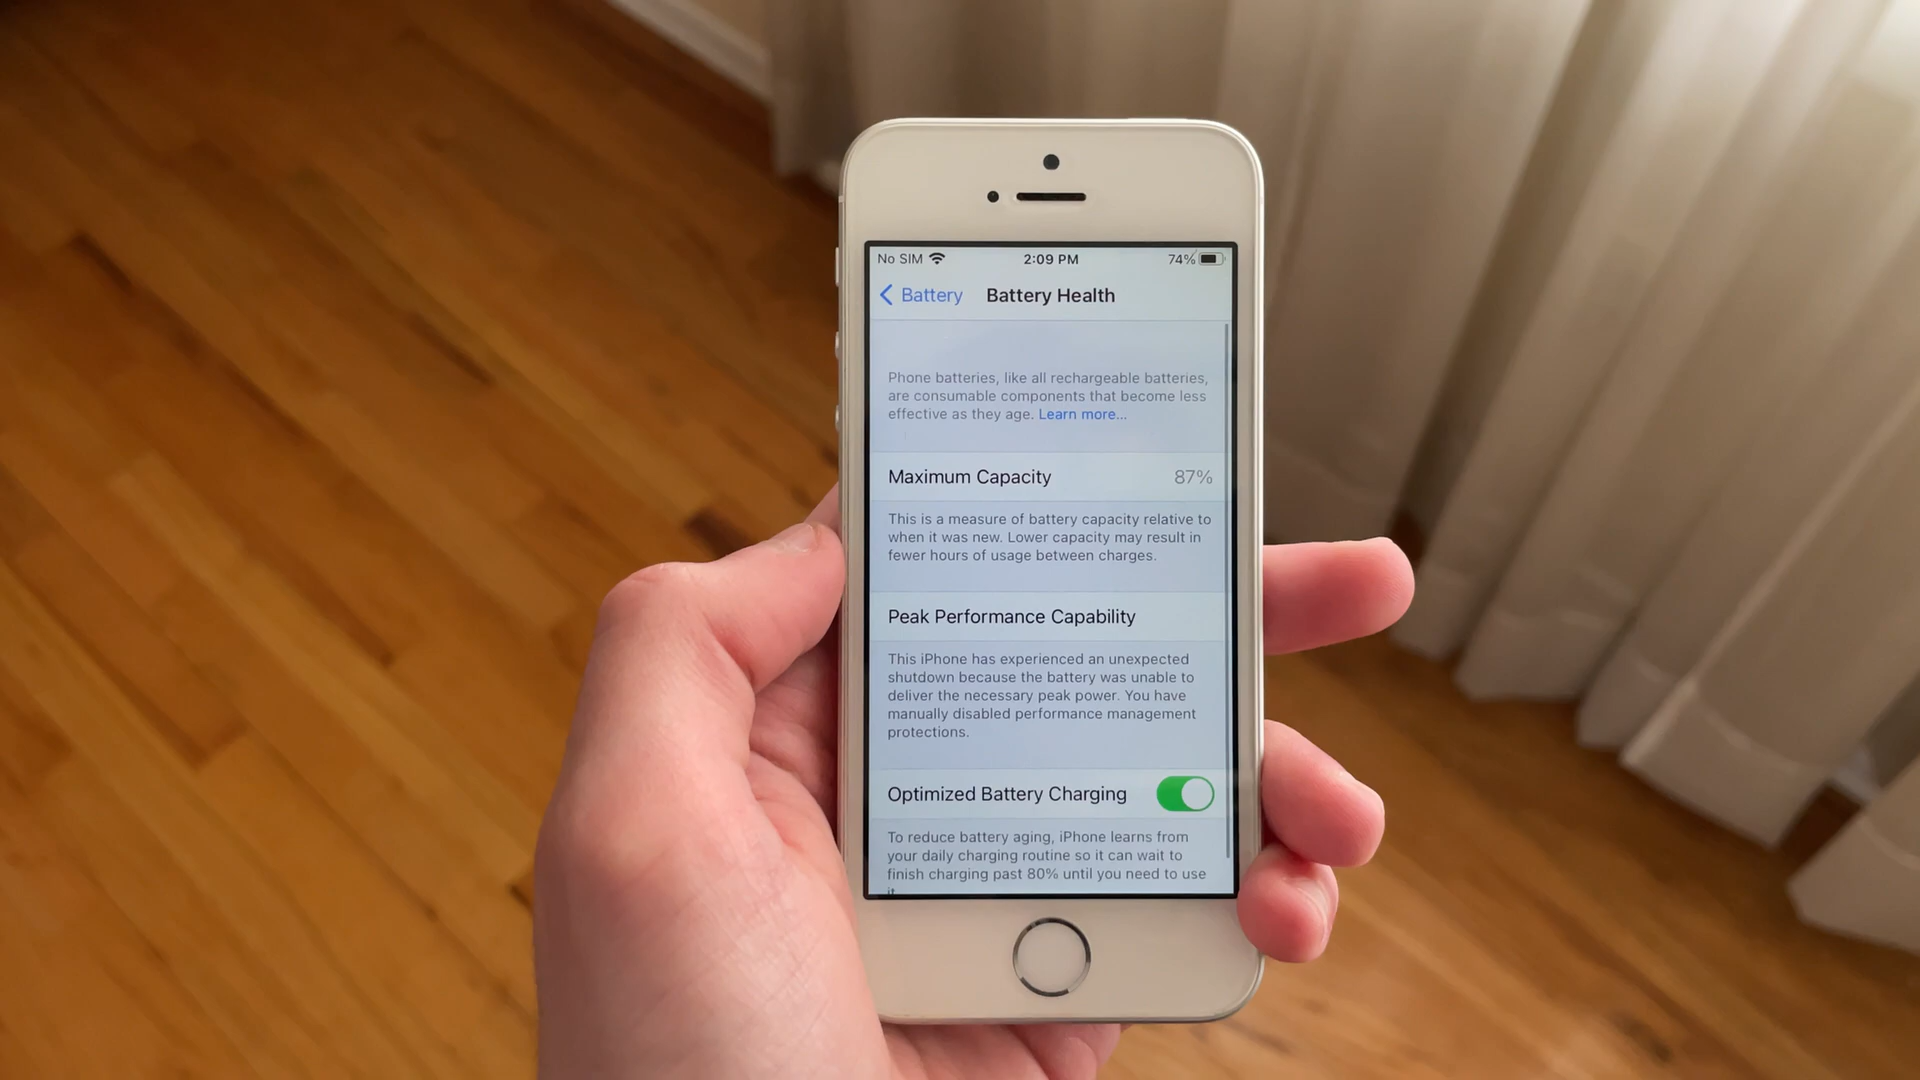 No SIM 2:09 PM 74%
Battery Battery Health
Phone batteries, like all rechargeable batteries,
are consumable components that become less
effective as they age. Learn more...
Maximum Capacity 87%
This is a measure of battery capacity relative to
when it was new. Lower capacity may result in
fewer hours of usage between charges.
Peak Performance Capability
This iPhone has experienced an unexpected
shutdown because the battery was unable to
deliver the necessary peak power. You have
manually disabled performance management
protections.
Optimized Battery Charging
To reduce battery aging, iPhone learns from
your daily charging routine so it can wait to
finish charging past 80% until you need to use